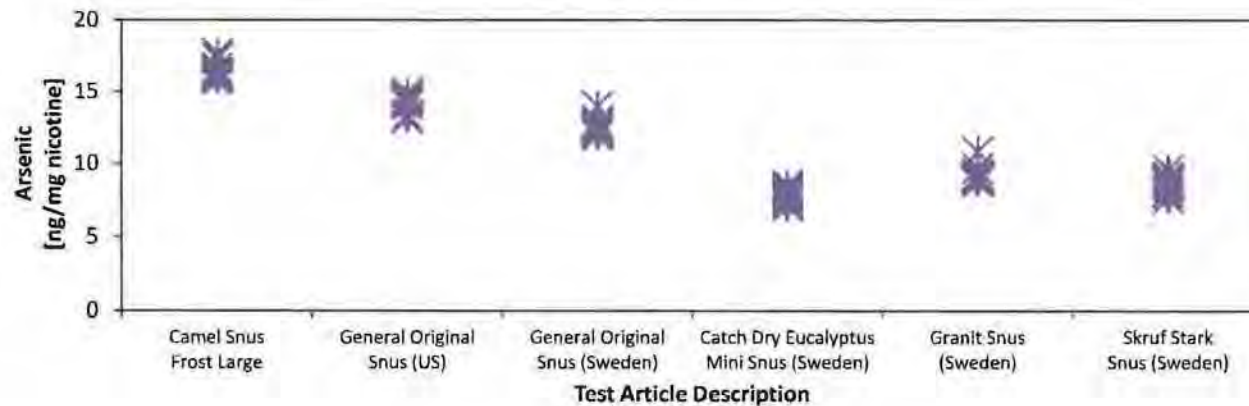 20
15
10
5
0
Arsenic
[ng/mg nicotine]
Camel Snus
Frost Large
General Original
Snus (US)
General Original
Snus (Sweden)
Catch Dry Eucalyptus
Mini Snus (Sweden)
Granit Snus
(Sweden)
Skruf Stark
Snus (Sweden)
Test Article Description